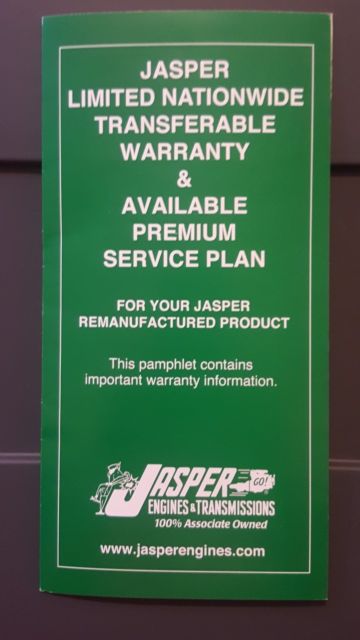 JASPER
LIMITED NATIONWIDE
TRANSFERABLE
WARRANTY
&
AVAILABLE
PREMIUM
SERVICE PLAN
FOR YOUR JASPER
REMANUFACTURED PRODUCT
This pamphlet contains
important warranty information.
JASPER GO!
ENGINES & TRANSMISSIONS
100% Associate Owned
www.jasperengines.com